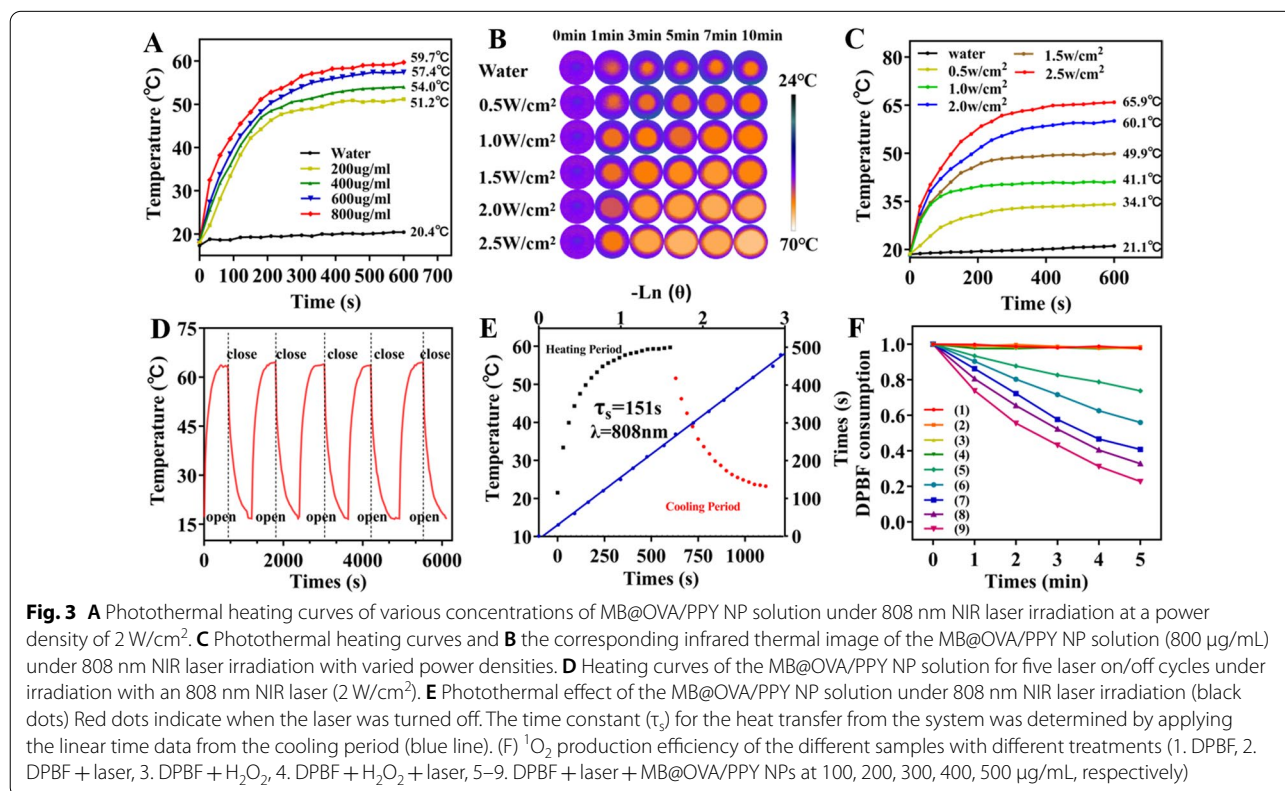 A
60
50
40
30
20
Temperature (℃)
59.7℃
57.4℃
54.0℃
51.2℃
Water
200ug/ml
400ug/ml
600ug/ml
800ug/ml
20.4℃
0 100 200 300 400 500 600 700
Time (s)
B
0min 1min 3min 5min 7min 10min
Water
0.5W/cm²
1.0W/cm²
1.5W/cm²
2.0W/cm²
2.5W/cm²
24℃
70℃
C
80
65
50
35
20
Temperature (℃)
water
0.5w/cm²
1.0w/cm²
2.0w/cm²
1.5w/cm²
2.5w/cm²
65.9℃
60.1℃
49.9℃
41.1℃
34.1℃
21.1℃
0 200 400 600
Time (s)
D
75
60
45
30
15
Temperature (℃)
close close close close close
open open open open open
0 2000 4000 6000
Times (s)
-Ln (θ)
0 1 2 3
E
60
50
40
30
20
10
Temperature (℃)
Heating Period
τs=151s
λ=808nm
Cooling Period
500
400
300
200
100
0
Times (s)
0 250 500 750 1000
Times (s)
F
1.0
0.8
0.6
0.4
0.2
0.0
DPBF consumption
(1)
(2)
(3)
(4)
(5)
(6)
(7)
(8)
(9)
0 1 2 3 4 5
Times (min)
Fig. 3 A Photothermal heating curves of various concentrations of MB@OVA/PPY NP solution under 808 nm NIR laser irradiation at a power
density of 2 W/cm². C Photothermal heating curves and B the corresponding infrared thermal image of the MB@OVA/PPY NP solution (800 µg/mL)
under 808 nm NIR laser irradiation with varied power densities. D Heating curves of the MB@OVA/PPY NP solution for five laser on/off cycles under
irradiation with an 808 nm NIR laser (2 W/cm²). E Photothermal effect of the MB@OVA/PPY NP solution under 808 nm NIR laser irradiation (black
dots) Red dots indicate when the laser was turned off. The time constant (τs) for the heat transfer from the system was determined by applying
the linear time data from the cooling period (blue line). (F) ¹O₂ production efficiency of the different samples with different treatments (1. DPBF, 2.
DPBF + laser, 3. DPBF + H₂O₂, 4. DPBF + H₂O₂ + laser, 5–9. DPBF + laser + MB@OVA/PPY NPs at 100, 200, 300, 400, 500 µg/mL, respectively)